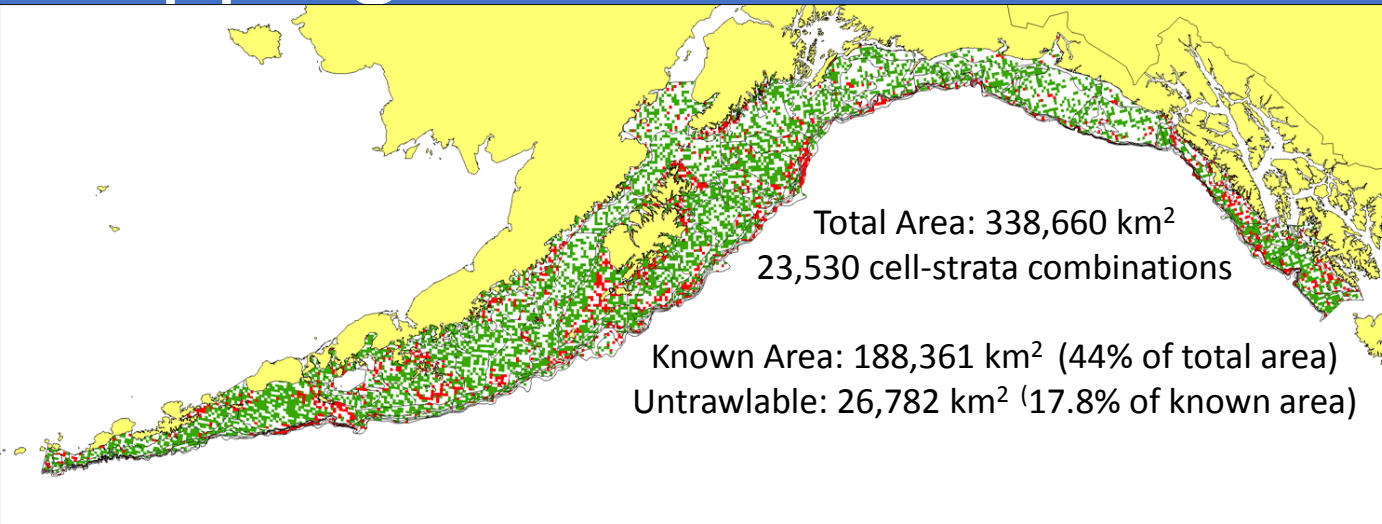 Total Area: 338,660 km²
23,530 cell-strata combinations
Known Area: 188,361 km² (44% of total area)
Untrawlable: 26,782 km² ⁽17.8% of known area)